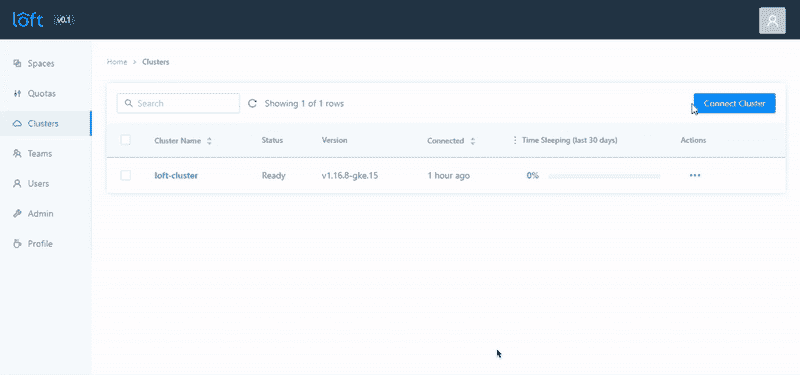 löft v0.1
Home > Clusters
Spaces
Quotas
Clusters
Teams
Users
Admin
Profile
Search
Showing 1 of 1 rows
Connect Cluster
Cluster Name Status Version Connected Time Sleeping (last 30 days) Actions
loft-cluster Ready v1.16.8-gke.15 1 hour ago 0%